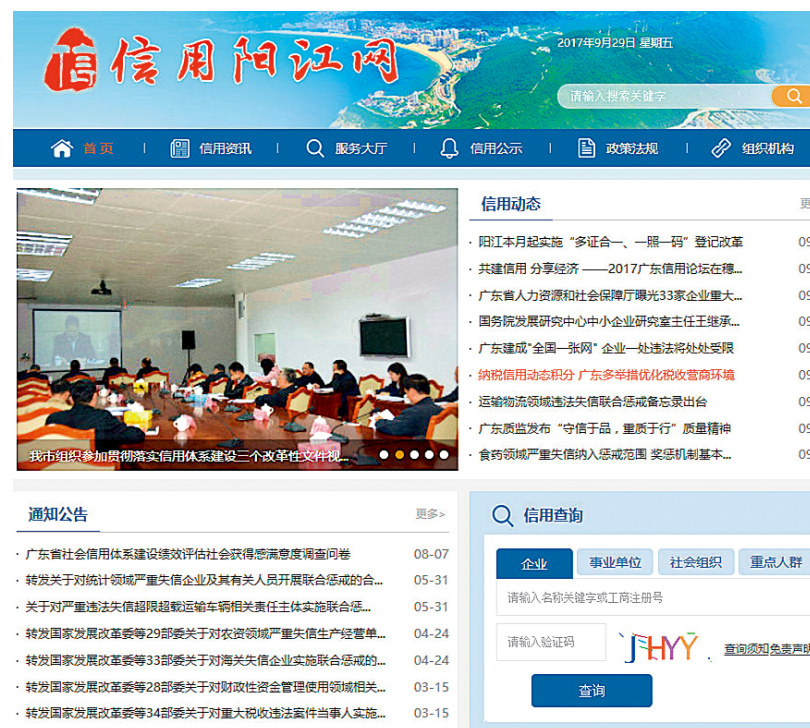 信用阳江网
2017年9月29日 星期五
请输入搜索关键字
首页
信用资讯
服务大厅
信用公示
政策法规
组织机构
信用动态
阳江本月起实施“多证合一、一照一码”登记改革
共建信用 分享经济 ——2017广东信用论坛在穗...
广东省人力资源和社会保障厅曝光33家企业重大...
国务院发展研究中心中小企业研究室主任王继承...
广东建成"全国一张网" 企业一处违法将处处受限
纳税信用动态积分 广东多举措优化税收营商环境
运输物流领域违法失信联合惩戒备忘录出台
广东质监发布“守信于品，重质于行”质量精神
食药领域严重失信纳入惩戒范围 奖惩机制基本...
我市组织参加贯彻落实信用体系建设三个改革性文件视...
通知公告
更多>
广东省社会信用体系建设绩效评估社会获得感满意度调查问卷 08-07
转发关于对统计领域严重失信企业及其有关人员开展联合惩戒的合... 05-31
关于对严重违法失信超限超载运输车辆相关责任主体实施联合惩... 05-31
转发国家发展改革委等29部委关于对农资领域严重失信生产经营单... 04-24
转发国家发展改革委等33部委关于对海关失信企业实施联合惩戒的... 04-24
转发国家发展改革委等28部委关于对财政性资金管理使用领域相关... 03-15
转发国家发展改革委等34部委关于对重大税收违法案件当事人实施... 03-15
信用查询
企业
事业单位
社会组织
重点人群
请输入名称关键字或工商注册号
请输入验证码
JHYY
查询须知免责声明
查询